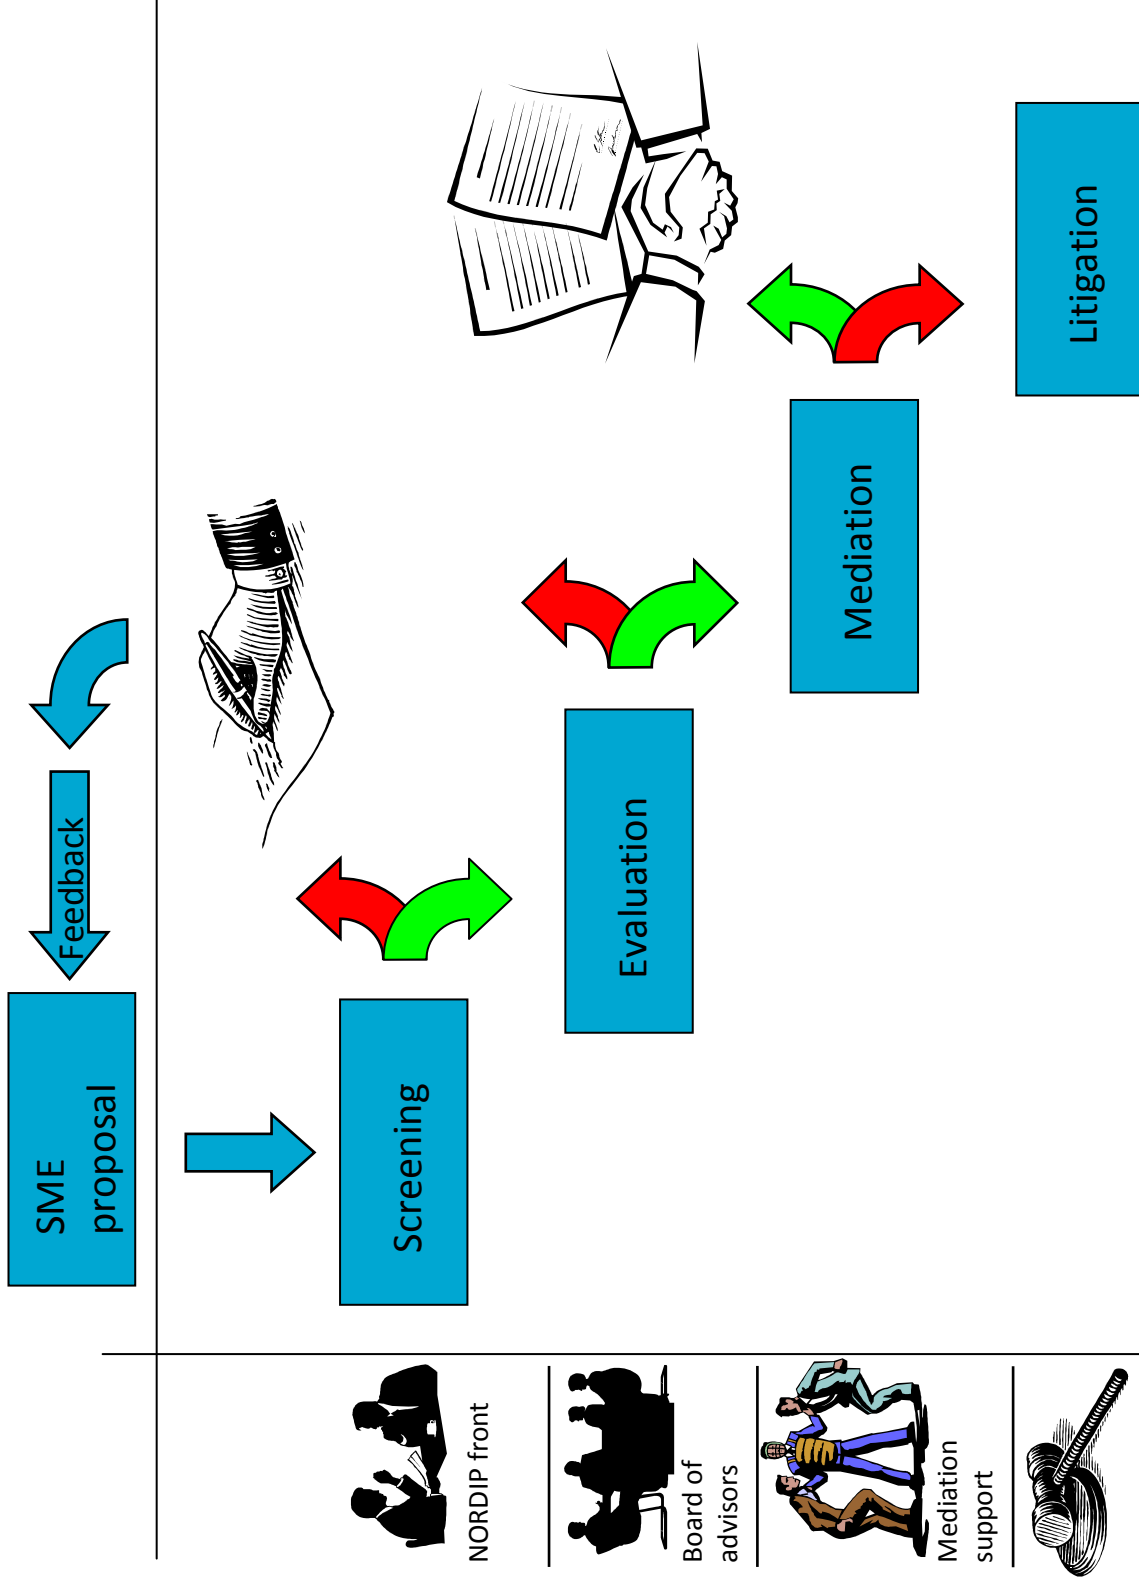 SME
proposal
Feedback
NORDIP front
Screening
Board of
advisors
Evaluation
Mediation
support
Mediation
Litigation